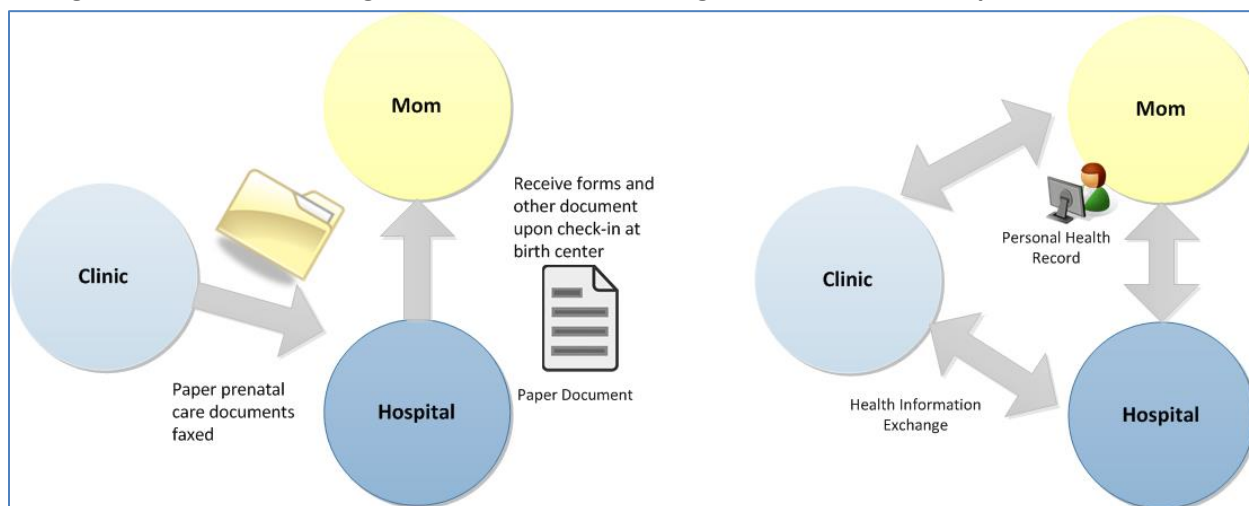 Mom
Receive forms and
other document
upon check-in at
birth center
Clinic
Paper prenatal
care documents
faxed
Hospital
Paper Document
Mom
Personal Health
Record
Clinic
Health Information
Exchange
Hospital